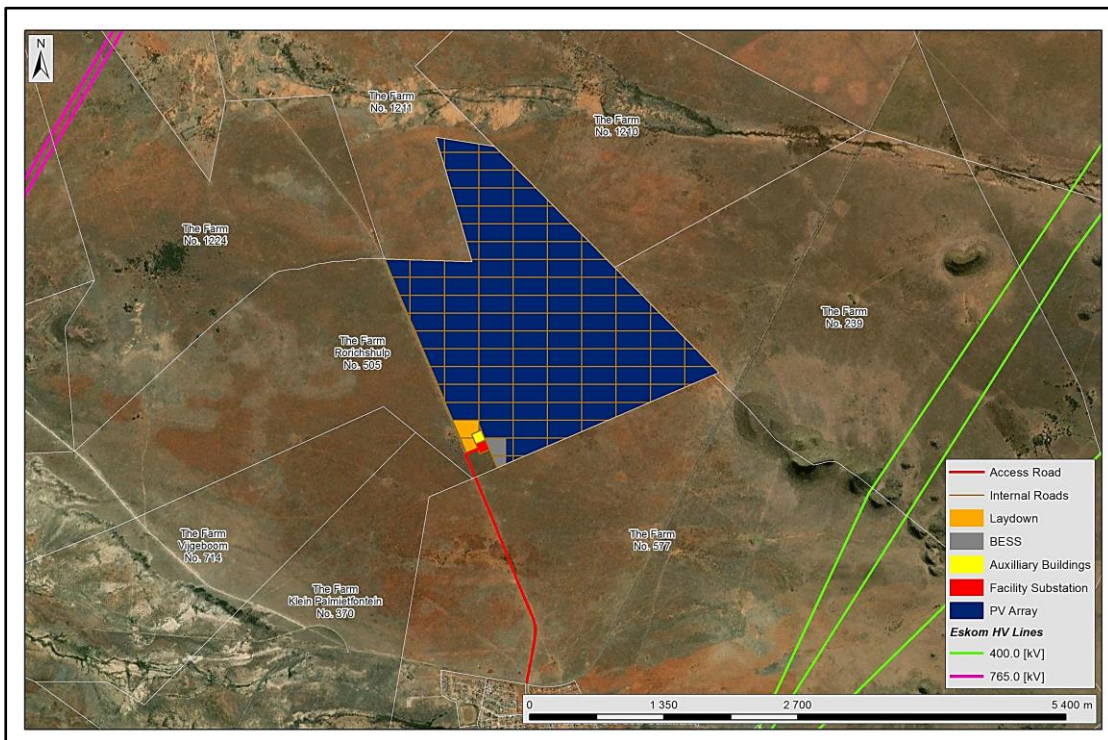 N
The Farm
No. 1211
The Farm
No. 1210
The Farm
No. 1224
The Farm
No. 239
The Farm
Rorichshulp
No. 505
The Farm
Vijgeboom
No. 714
The Farm
No. 577
The Farm
Klein Palmietfontein
No. 370
Access Road
Internal Roads
Laydown
BESS
Auxilliary Buildings
Facility Substation
PV Array
Eskom HV Lines
400.0 [kV]
765.0 [kV]
0 1 350 2 700 5 400 m